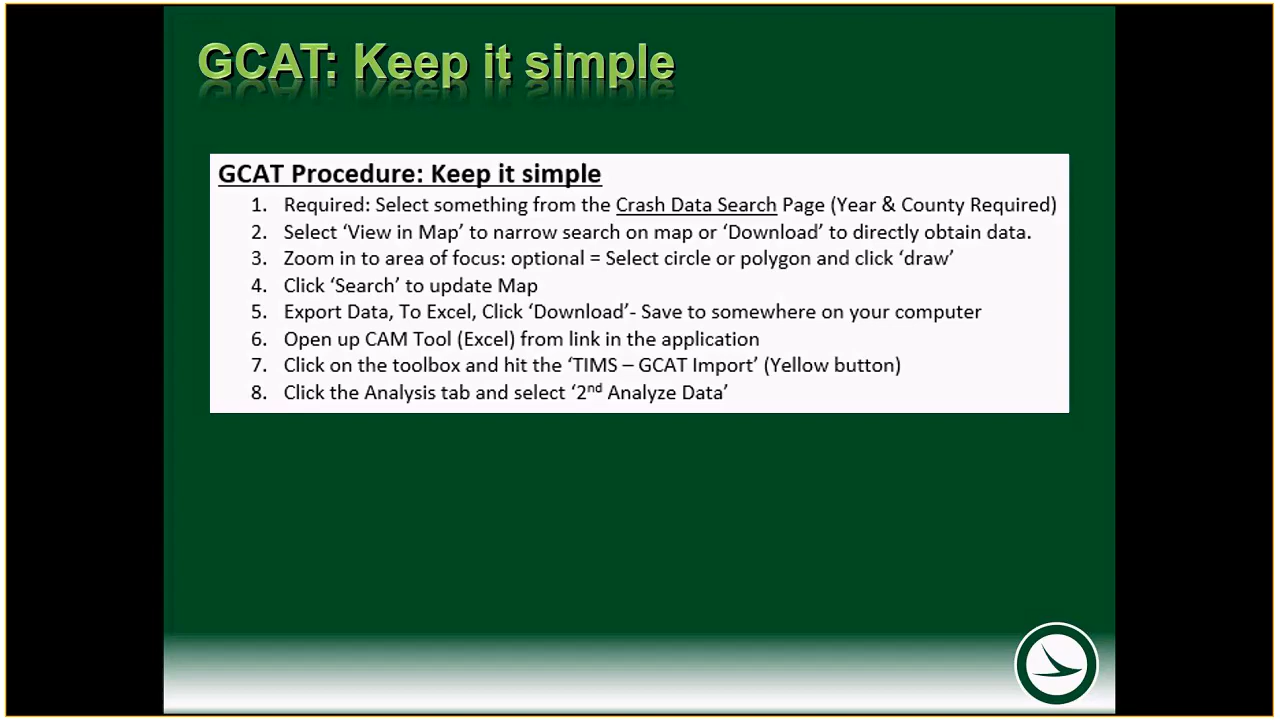 GCAT: Keep it simple
GCAT Procedure: Keep it simple
1. Required: Select something from the Crash Data Search Page (Year & County Required)
2. Select ‘View in Map’ to narrow search on map or ‘Download’ to directly obtain data.
3. Zoom in to area of focus: optional = Select circle or polygon and click ‘draw’
4. Click ‘Search’ to update Map
5. Export Data, To Excel, Click ‘Download’- Save to somewhere on your computer
6. Open up CAM Tool (Excel) from link in the application
7. Click on the toolbox and hit the ‘TIMS – GCAT Import’ (Yellow button)
8. Click the Analysis tab and select ‘2nd Analyze Data’